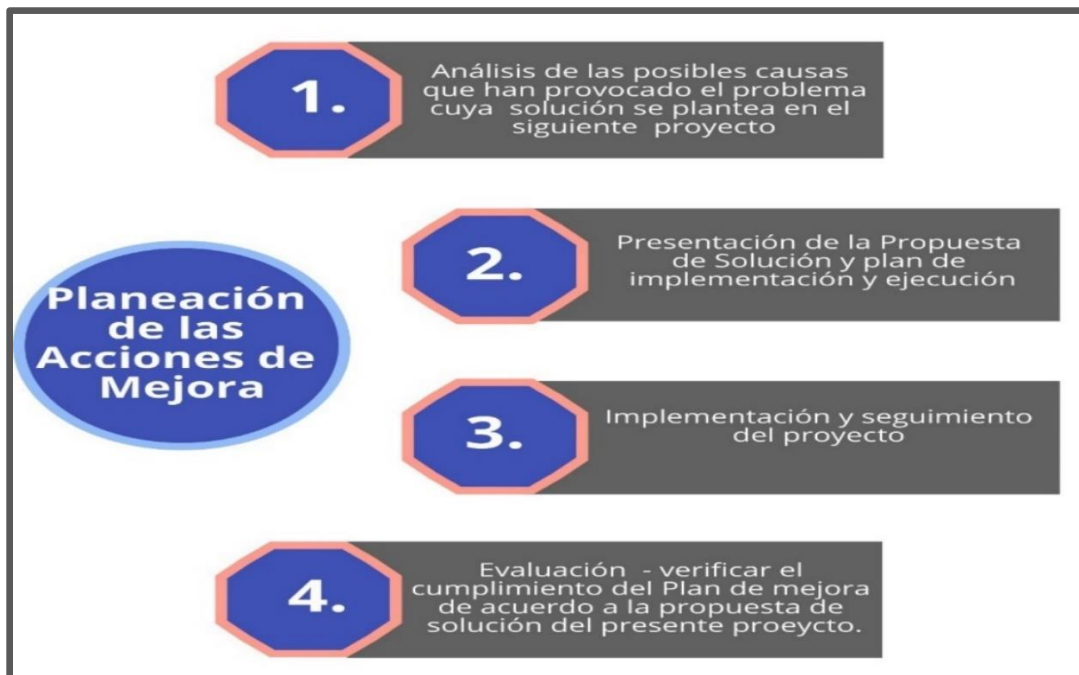 1.
Análisis de las posibles causas
que han provocado el problema
cuya solución se plantea en el
siguiente proyecto
2.
Presentación de la Propuesta
de Solución y plan de
implementación y ejecución
Planeación
de las
Acciones de
Mejora
3.
Implementación y seguimiento
del proyecto
4.
Evaluación - verificar el
cumplimiento del Plan de mejora
de acuerdo a la propuesta de
solución del presente proeycto.